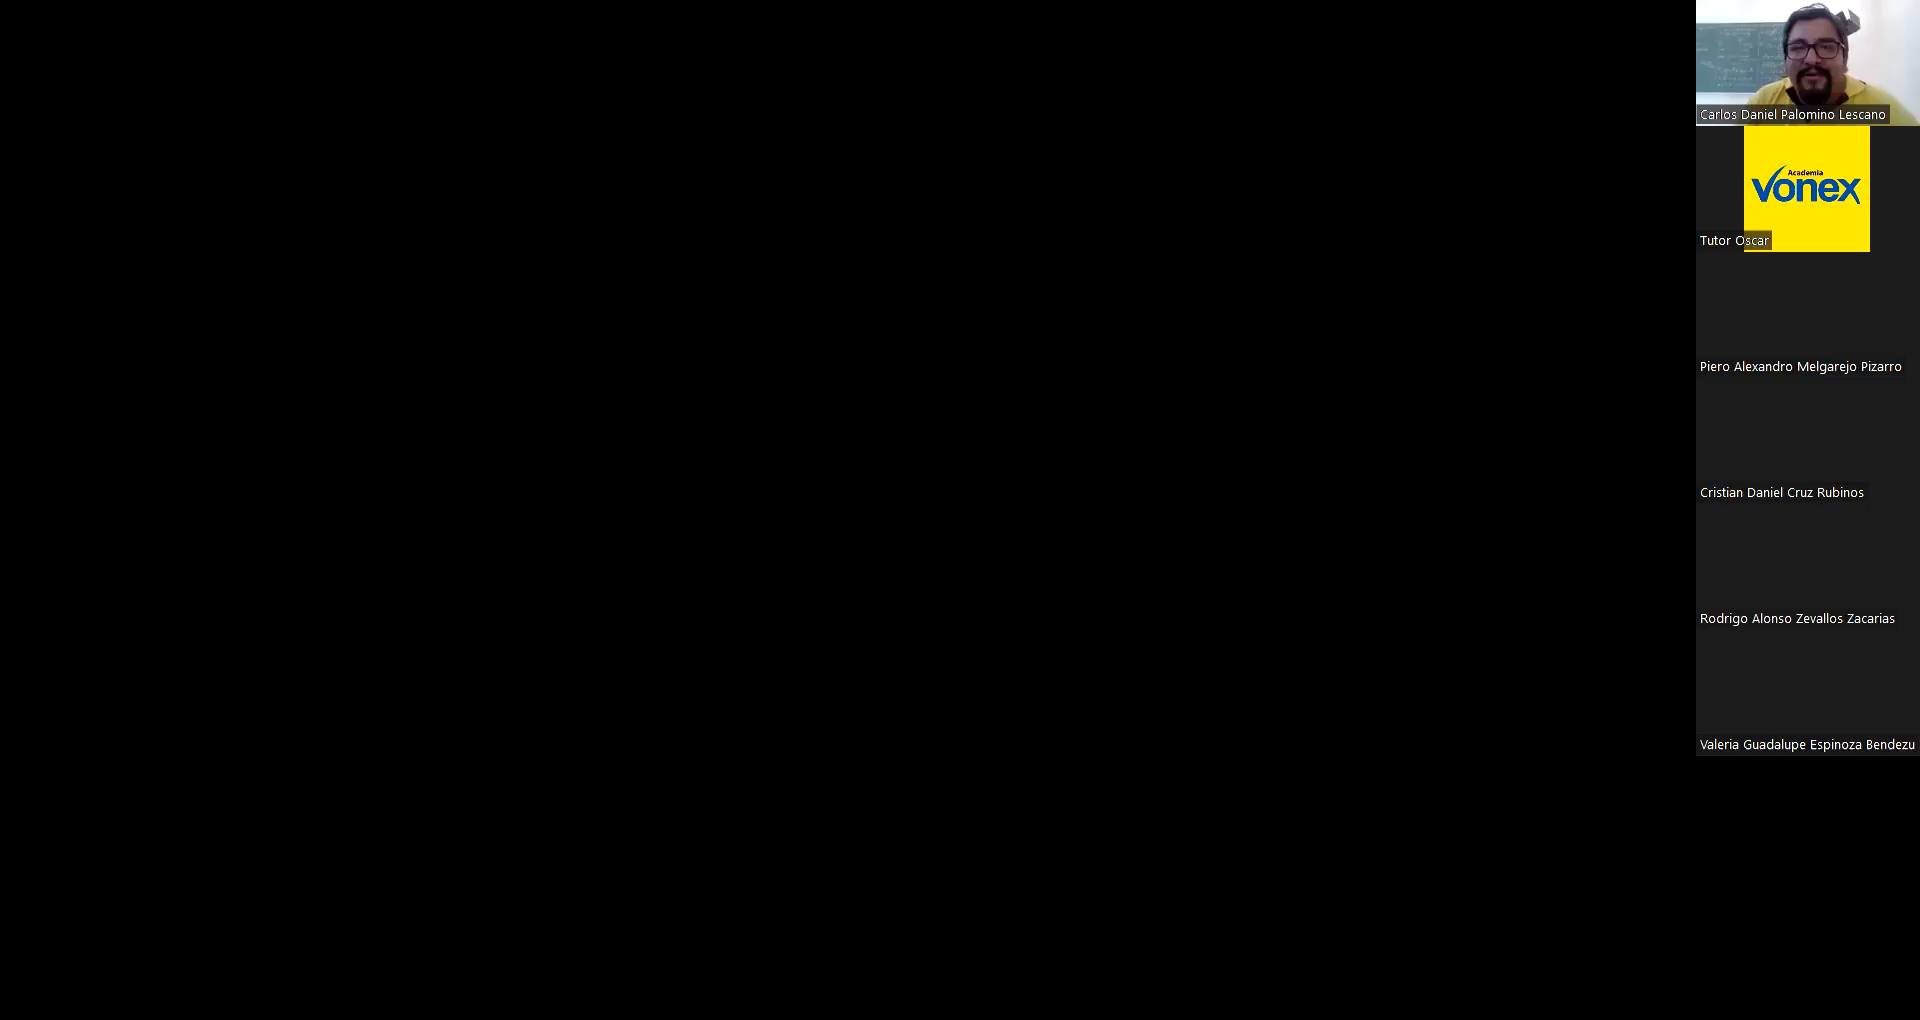 Carlos Daniel Palomino Lescano
Academia
Vonex
Tutor Oscar
Piero Alexandro Melgarejo Pizarro
Cristian Daniel Cruz Rubinos
Rodrigo Alonso Zevallos Zacarias
Valeria Guadalupe Espinoza Bendezu